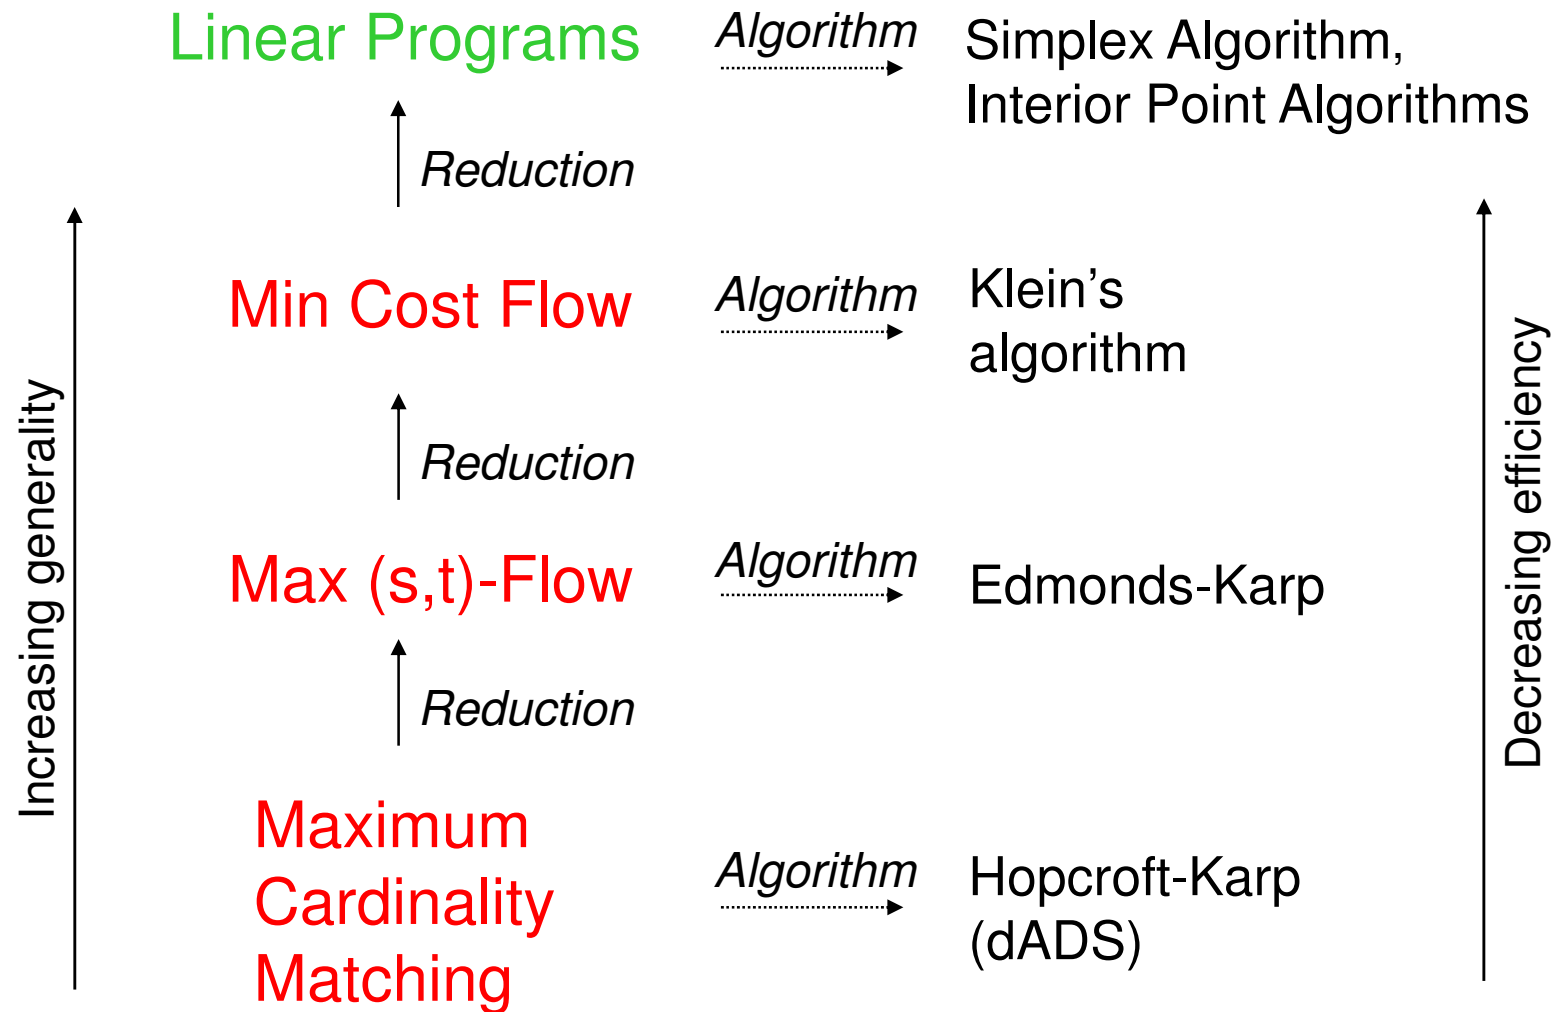 Linear Programs
Algorithm
Simplex Algorithm,
Interior Point Algorithms
Reduction
Min Cost Flow
Algorithm
Klein’s
algorithm
Reduction
Max (s,t)-Flow
Algorithm
Edmonds-Karp
Reduction
Maximum
Cardinality
Matching
Algorithm
Hopcroft-Karp
(dADS)
Increasing generality
Decreasing efficiency